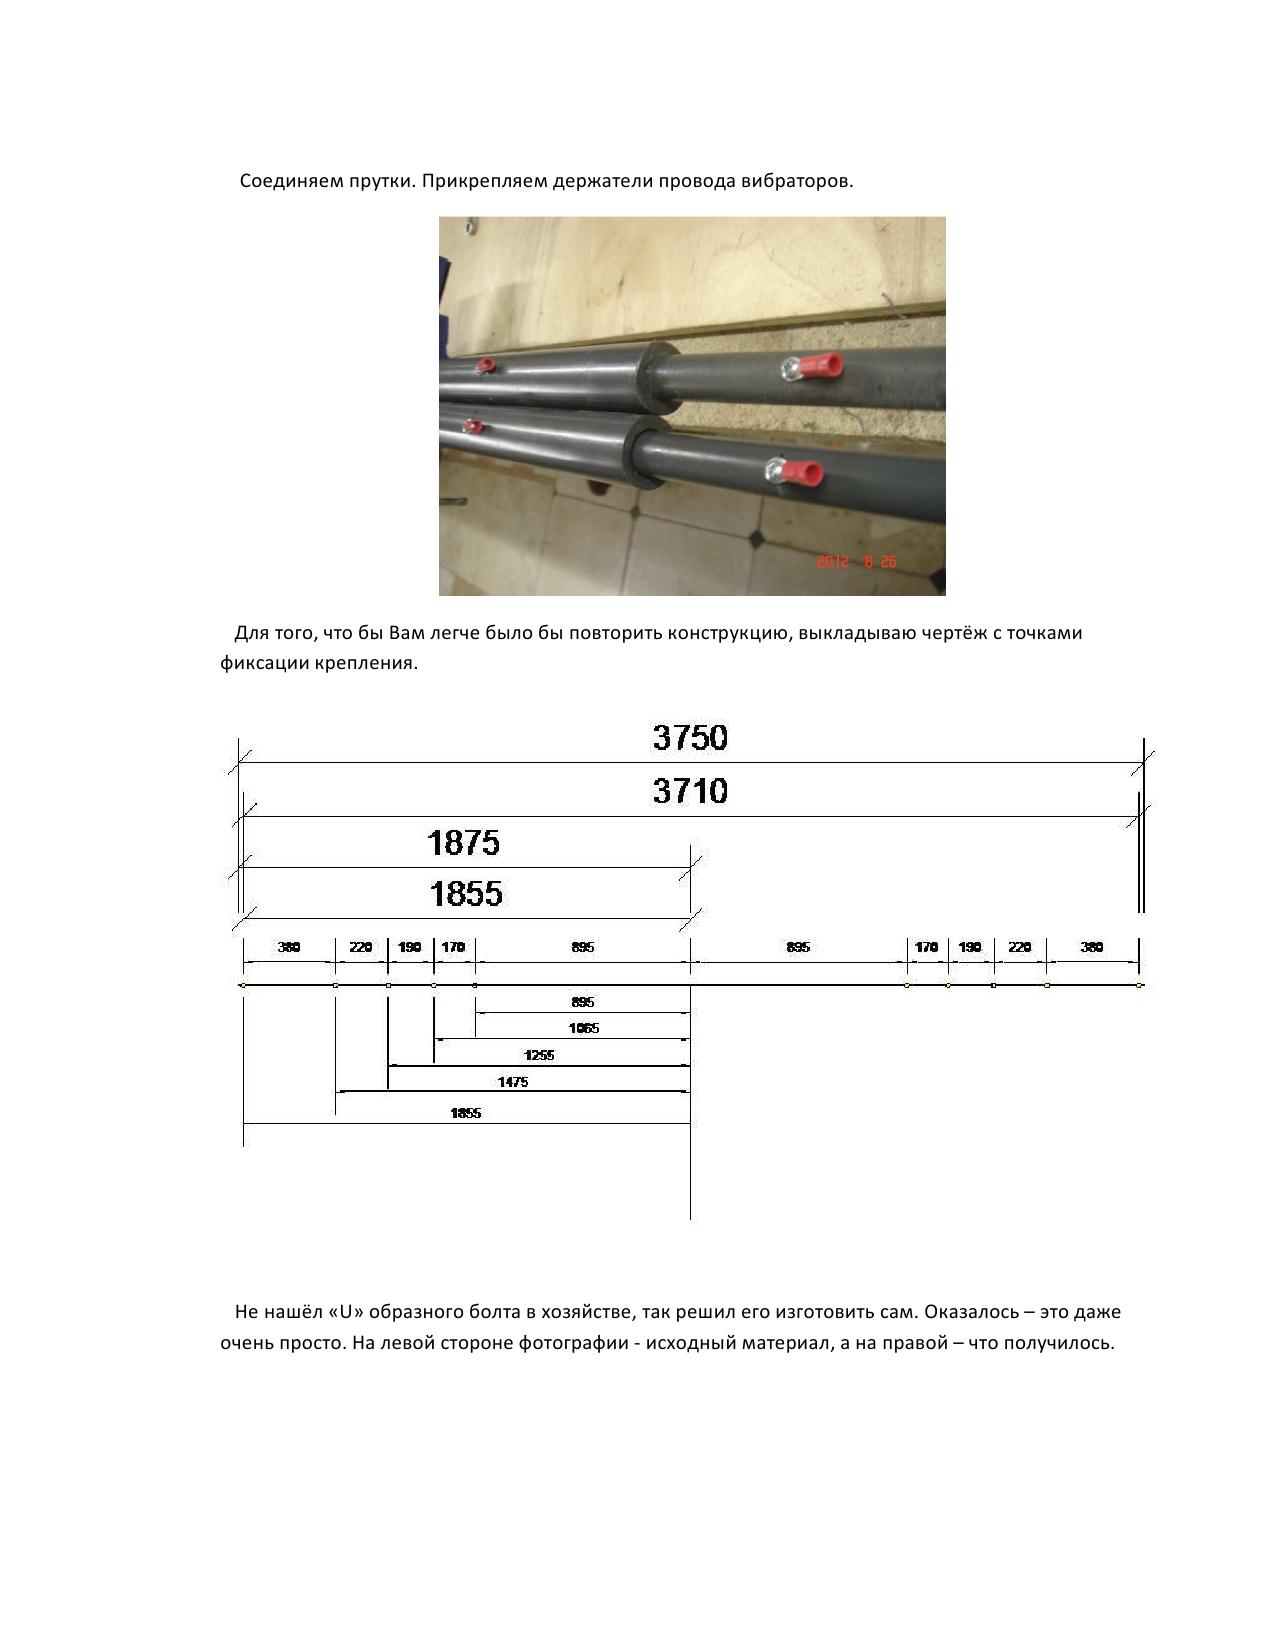 Соединяем прутки. Прикрепляем держатели провода вибраторов.
2012 8 26
Для того, что бы Вам легче было бы повторить конструкцию, выкладываю чертёж с точками
фиксации крепления.
3750
3710
1875
1855
380 220 190 170 895 895 170 190 220 380
895
1065
1255
1475
1855
Не нашёл «U» образного болта в хозяйстве, так решил его изготовить сам. Оказалось – это даже
очень просто. На левой стороне фотографии - исходный материал, а на правой – что получилось.